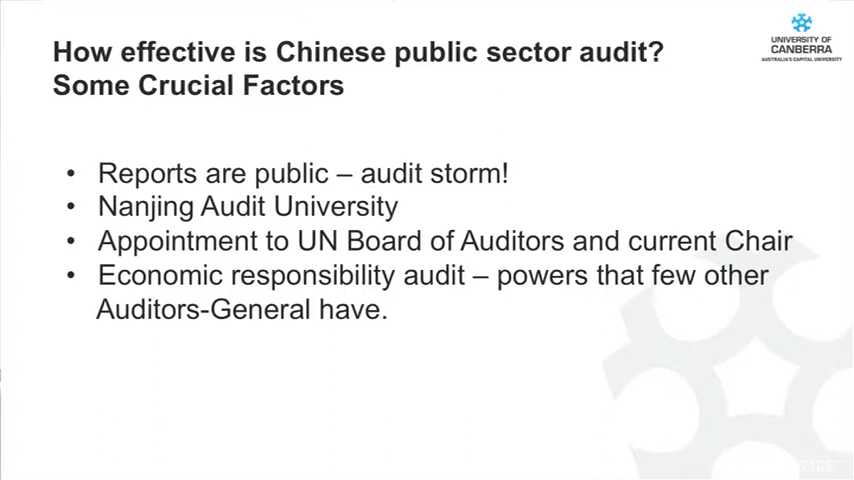 How effective is Chinese public sector audit?
Some Crucial Factors
UNIVERSITY OF
CANBERRA
AUSTRALIA'S CAPITAL UNIVERSITY
• Reports are public – audit storm!
• Nanjing Audit University
• Appointment to UN Board of Auditors and current Chair
• Economic responsibility audit – powers that few other
Auditors-General have.